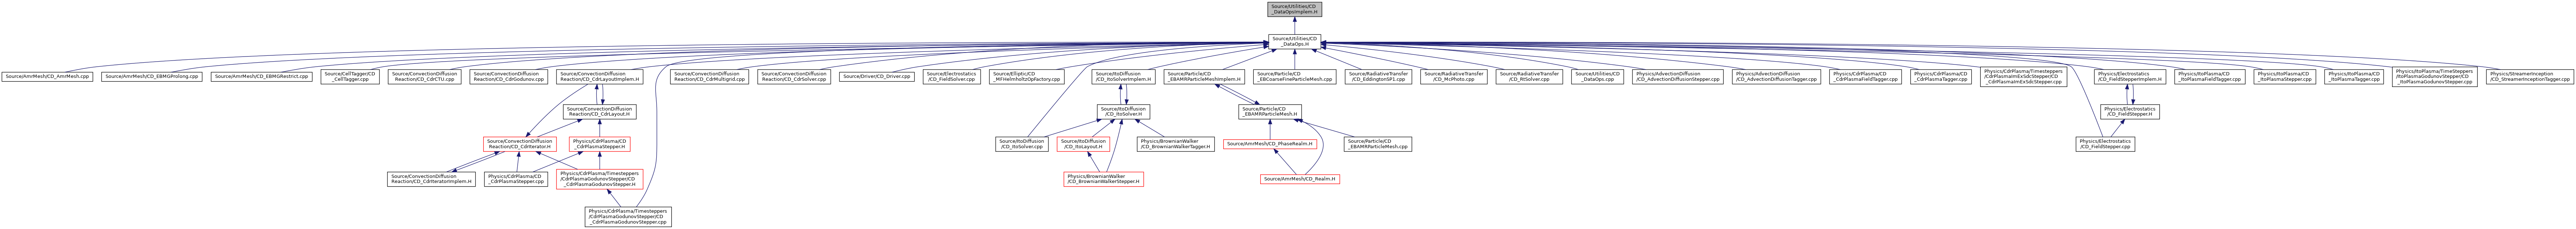 Source/Utilities/CD
_DataOpsImplem.H
Source/Utilities/CD
_DataOps.H
Source/AmrMesh/CD_AmrMesh.cpp
Source/AmrMesh/CD_EBMGProlong.cpp
Source/AmrMesh/CD_EBMGRestrict.cpp
Source/CellTagger/CD
_CellTagger.cpp
Source/ConvectionDiffusion
Reaction/CD_CdrCTU.cpp
Source/ConvectionDiffusion
Reaction/CD_CdrGodunov.cpp
Source/ConvectionDiffusion
Reaction/CD_CdrLayoutImplem.H
Source/ConvectionDiffusion
Reaction/CD_CdrMultigrid.cpp
Source/ConvectionDiffusion
Reaction/CD_CdrSolver.cpp
Source/Driver/CD_Driver.cpp
Source/Electrostatics
/CD_FieldSolver.cpp
Source/Elliptic/CD
_MFHelmholtzOpFactory.cpp
Source/ItoDiffusion
/CD_ItoSolverImplem.H
Source/Particle/CD
_EBAMRParticleMeshImplem.H
Source/Particle/CD
_EBCoarseFineParticleMesh.cpp
Source/RadiativeTransfer
/CD_EddingtonSP1.cpp
Source/RadiativeTransfer
/CD_McPhoto.cpp
Source/RadiativeTransfer
/CD_RtSolver.cpp
Source/Utilities/CD
_DataOps.cpp
Physics/AdvectionDiffusion
/CD_AdvectionDiffusionStepper.cpp
Physics/AdvectionDiffusion
/CD_AdvectionDiffusionTagger.cpp
Physics/CdrPlasma/CD
_CdrPlasmaFieldTagger.cpp
Physics/CdrPlasma/CD
_CdrPlasmaTagger.cpp
Physics/CdrPlasma/Timesteppers
/CdrPlasmaImExSdcStepper/CD
_CdrPlasmaImExSdcStepper.cpp
Physics/Electrostatics
/CD_FieldStepperImplem.H
Physics/ItoPlasma/CD
_ItoPlasmaFieldTagger.cpp
Physics/ItoPlasma/CD
_ItoPlasmaStepper.cpp
Physics/ItoPlasma/CD
_ItoPlasmaTagger.cpp
Physics/ItoPlasma/TimeSteppers
/ItoPlasmaGodunovStepper/CD
_ItoPlasmaGodunovStepper.cpp
Physics/StreamerInception
/CD_StreamerInceptionTagger.cpp
Source/ConvectionDiffusion
Reaction/CD_CdrLayout.H
Source/ItoDiffusion
/CD_ItoSolver.H
Source/Particle/CD
_EBAMRParticleMesh.H
Physics/Electrostatics
/CD_FieldStepper.H
Source/ConvectionDiffusion
Reaction/CD_CdrIterator.H
Physics/CdrPlasma/CD
_CdrPlasmaStepper.H
Source/ItoDiffusion
/CD_ItoSolver.cpp
Source/ItoDiffusion
/CD_ItoLayout.H
Physics/BrownianWalker
/CD_BrownianWalkerTagger.H
Source/AmrMesh/CD_PhaseRealm.H
Source/Particle/CD
_EBAMRParticleMesh.cpp
Physics/Electrostatics
/CD_FieldStepper.cpp
Source/ConvectionDiffusion
Reaction/CD_CdrIteratorImplem.H
Physics/CdrPlasma/CD
_CdrPlasmaStepper.cpp
Physics/CdrPlasma/Timesteppers
/CdrPlasmaGodunovStepper/CD
_CdrPlasmaGodunovStepper.H
Physics/BrownianWalker
/CD_BrownianWalkerStepper.H
Source/AmrMesh/CD_Realm.H
Physics/CdrPlasma/Timesteppers
/CdrPlasmaGodunovStepper/CD
_CdrPlasmaGodunovStepper.cpp